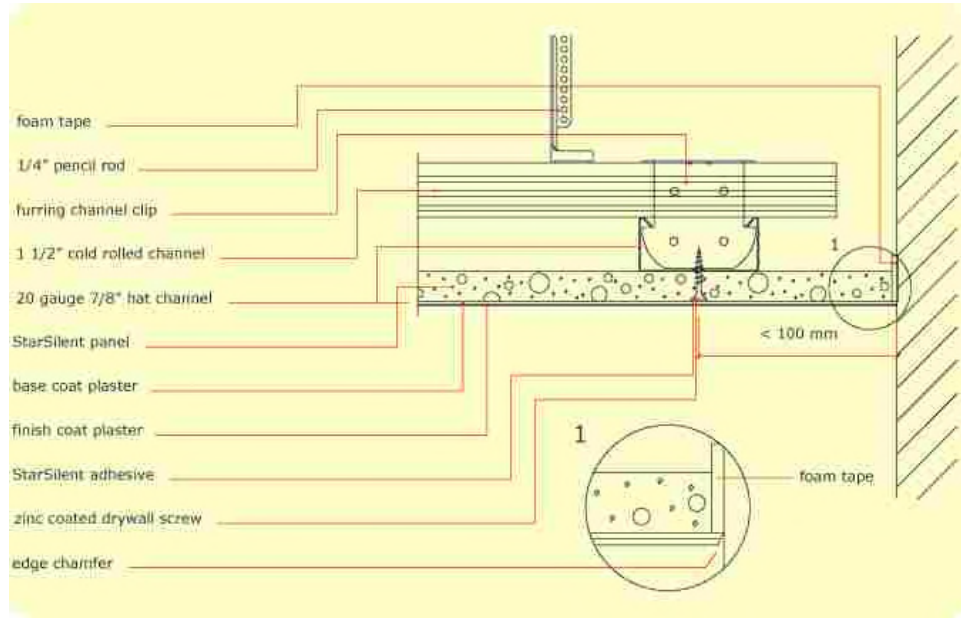 foam tape
1/4" pencil rod
furring channel clip
1 1/2" cold rolled channel
20 gauge 7/8" hat channel
StarSilent panel
base coat plaster
finish coat plaster
StarSilent adhesive
zinc coated drywall screw
edge chamfer
1
< 100 mm
1
foam tape